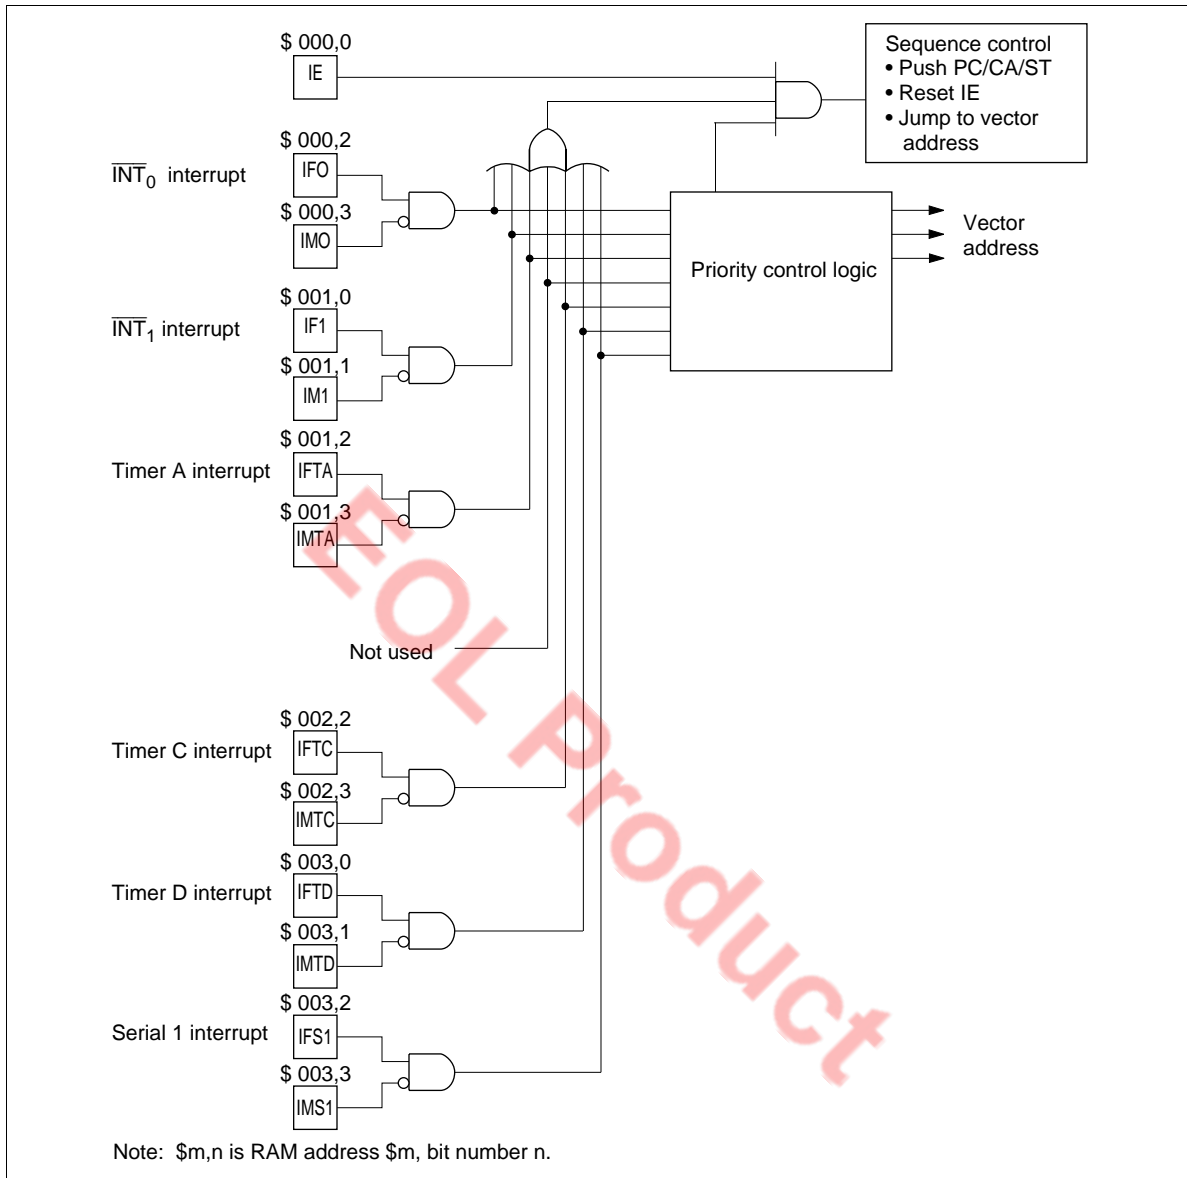 $ 000,0
IE
Sequence control
• Push PC/CA/ST
• Reset IE
• Jump to vector
address
$ 000,2
INT0 interrupt
IFO
$ 000,3
IMO
Priority control logic
Vector
address
$ 001,0
INT1 interrupt
IF1
$ 001,1
IM1
$ 001,2
Timer A interrupt
IFTA
$ 001,3
IMTA
Not used
$ 002,2
Timer C interrupt
IFTC
$ 002,3
IMTC
$ 003,0
Timer D interrupt
IFTD
$ 003,1
IMTD
$ 003,2
Serial 1 interrupt
IFS1
$ 003,3
IMS1
Note: $m,n is RAM address $m, bit number n.
EOL Product